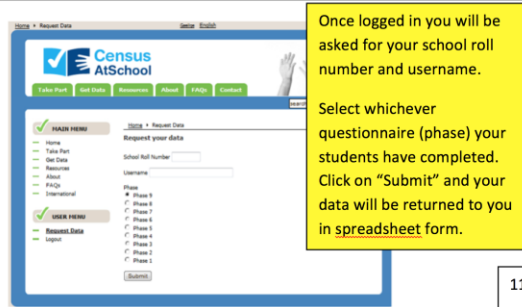 Home › Request Data
Gaeilge English
Census
AtSchool
Take Part Get Data Resources About FAQs Contact
search
MAIN MENU
Home
Take Part
Get Data
Resources
About
FAQs
International
USER MENU
Request Data
Logout
Home › Request Data
Request your data
School Roll Number
Username
Phase
Phase 9
Phase 8
Phase 7
Phase 6
Phase 5
Phase 4
Phase 3
Phase 2
Phase 1
Submit
Once logged in you will be
asked for your school roll
number and username.
Select whichever
questionnaire (phase) your
students have completed.
Click on “Submit” and your
data will be returned to you
in spreadsheet form.
11